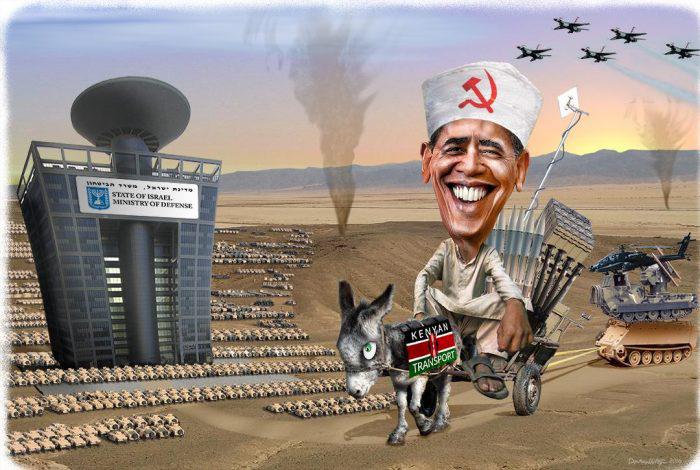 מדינת ישראל, משרד הביטחון
STATE OF ISRAEL
MINISTRY OF DEFENSE
KENYAN
TRANSPORT